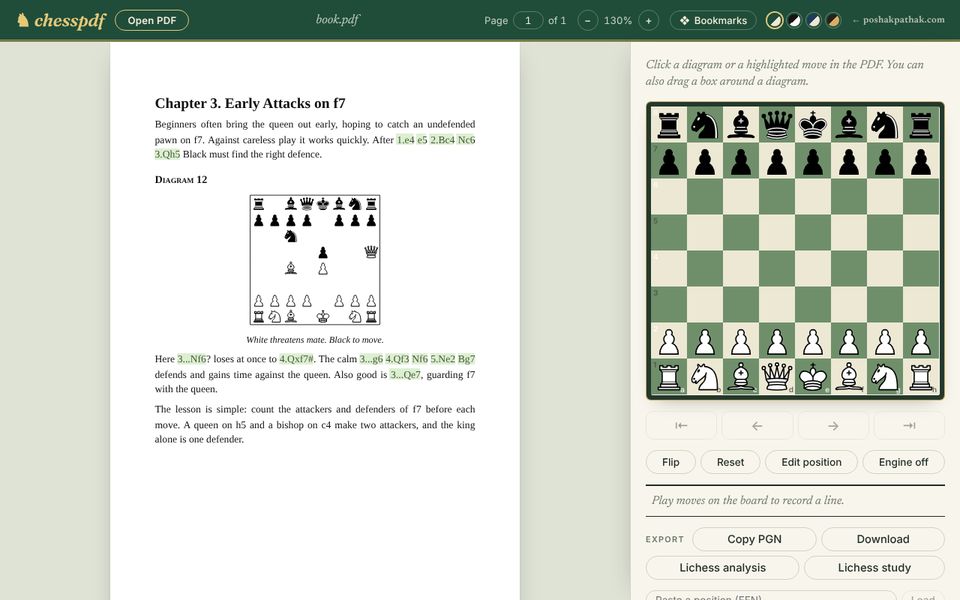 chesspdf
Open PDF
book.pdf
Page 1 of 1
− 130% +
❖ Bookmarks
← poshakpathak.com
Chapter 3. Early Attacks on f7
Beginners often bring the queen out early, hoping to catch an undefended
pawn on f7. Against careless play it works quickly. After 1.e4 e5 2.Bc4 Nc6
3.Qh5 Black must find the right defence.
Diagram 12
White threatens mate. Black to move.
Here 3...Nf6? loses at once to 4.Qxf7#. The calm 3...g6 4.Qf3 Nf6 5.Ne2 Bg7
defends and gains time against the queen. Also good is 3...Qe7, guarding f7
with the queen.
The lesson is simple: count the attackers and defenders of f7 before each
move. A queen on h5 and a bishop on c4 make two attackers, and the king
alone is one defender.
Click a diagram or a highlighted move in the PDF. You can
also drag a box around a diagram.
7
5
3
1
d
h
Flip
Reset
Edit position
Engine off
Play moves on the board to record a line.
EXPORT
Copy PGN
Download
Lichess analysis
Lichess study
Paste a position (FEN)
Load